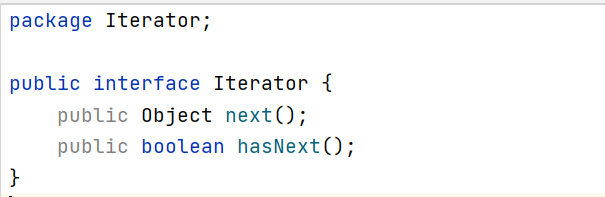 package Iterator;
public interface Iterator {
    public Object next();
    public boolean hasNext();
}